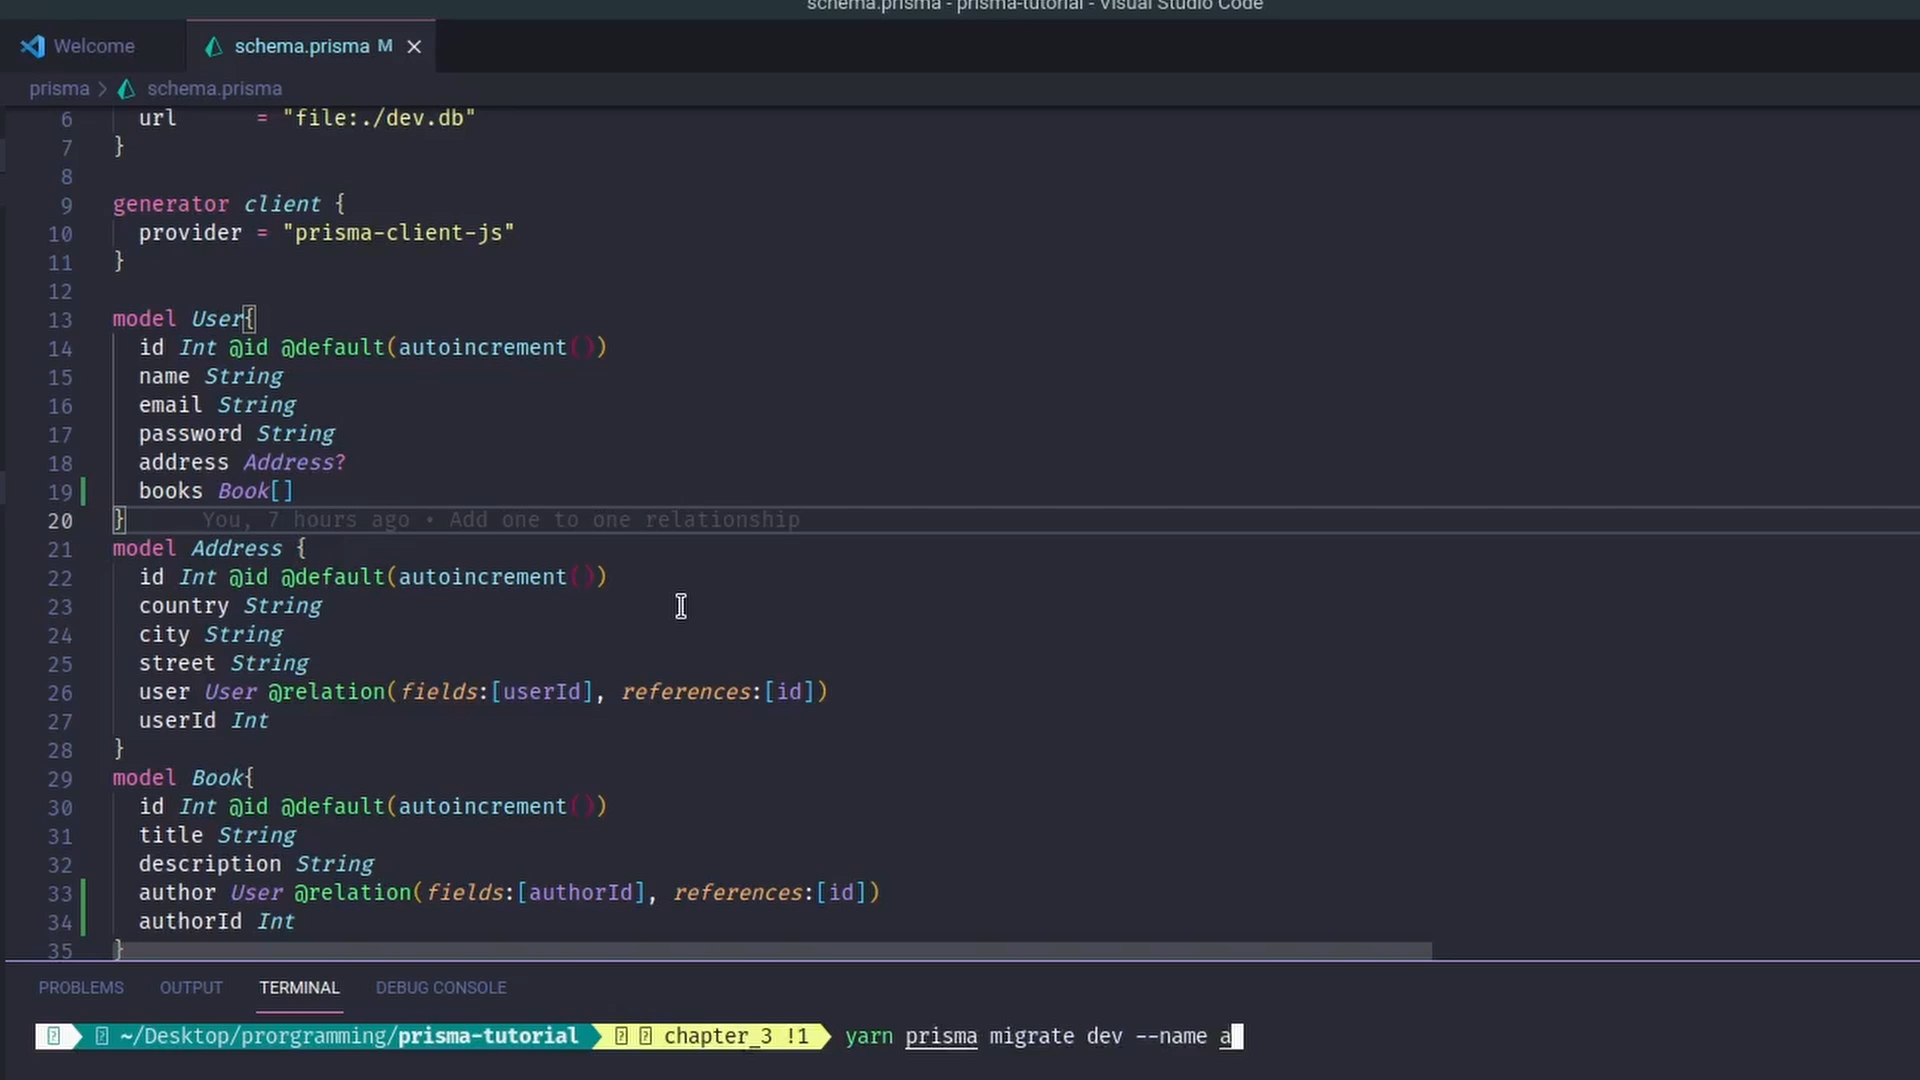 schema.prisma - prisma-tutorial - Visual Studio Code
Welcome
schema.prisma M
prisma > schema.prisma
6 url = "file:./dev.db"
7 }
8
9 generator client {
10 provider = "prisma-client-js"
11 }
12
13 model User{
14 id Int @id @default(autoincrement())
15 name String
16 email String
17 password String
18 address Address?
19 books Book[]
20 } You, 7 hours ago • Add one to one relationship
21 model Address {
22 id Int @id @default(autoincrement())
23 country String
24 city String
25 street String
26 user User @relation(fields:[userId], references:[id])
27 userId Int
28 }
29 model Book{
30 id Int @id @default(autoincrement())
31 title String
32 description String
33 author User @relation(fields:[authorId], references:[id])
34 authorId Int
35 }
PROBLEMS OUTPUT TERMINAL DEBUG CONSOLE
~/Desktop/prorgramming/prisma-tutorial chapter_3 !1 yarn prisma migrate dev --name a